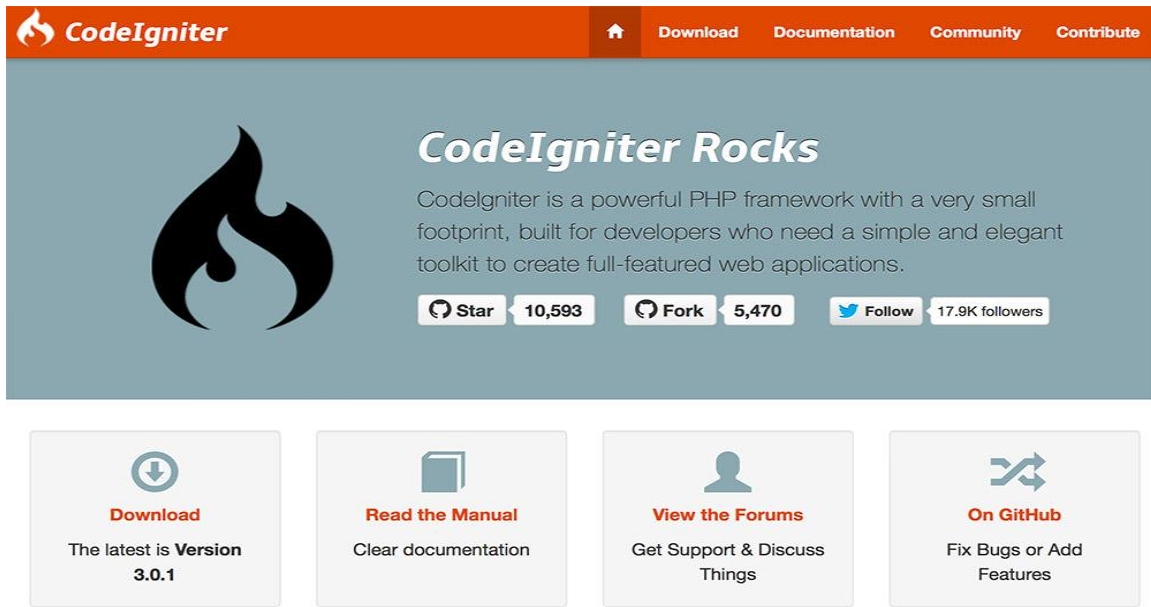 CodeIgniter
Download Documentation Community Contribute
CodeIgniter Rocks
CodeIgniter is a powerful PHP framework with a very small
footprint, built for developers who need a simple and elegant
toolkit to create full-featured web applications.
Star 10,593 Fork 5,470 Follow 17.9K followers
Download
The latest is Version
3.0.1
Read the Manual
Clear documentation
View the Forums
Get Support & Discuss
Things
On GitHub
Fix Bugs or Add
Features